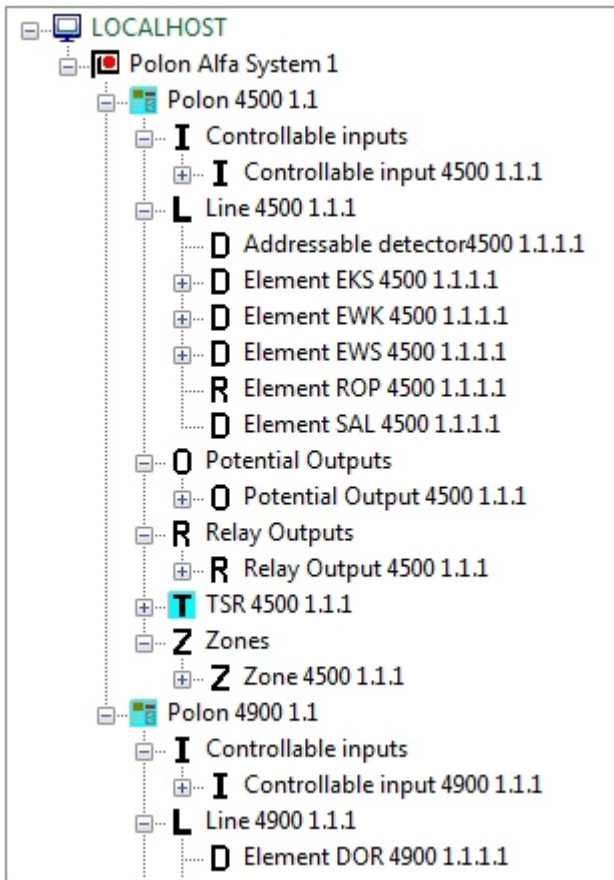 LOCALHOST
Polon Alfa System 1
Polon 4500 1.1
I Controllable inputs
I Controllable input 4500 1.1.1
L Line 4500 1.1.1
D Addressable detector4500 1.1.1.1
D Element EKS 4500 1.1.1.1
D Element EWK 4500 1.1.1.1
D Element EWS 4500 1.1.1.1
R Element ROP 4500 1.1.1.1
D Element SAL 4500 1.1.1.1
O Potential Outputs
O Potential Output 4500 1.1.1
R Relay Outputs
R Relay Output 4500 1.1.1
T TSR 4500 1.1.1
Z Zones
Z Zone 4500 1.1.1
Polon 4900 1.1
I Controllable inputs
I Controllable input 4900 1.1.1
L Line 4900 1.1.1
D Element DOR 4900 1.1.1.1